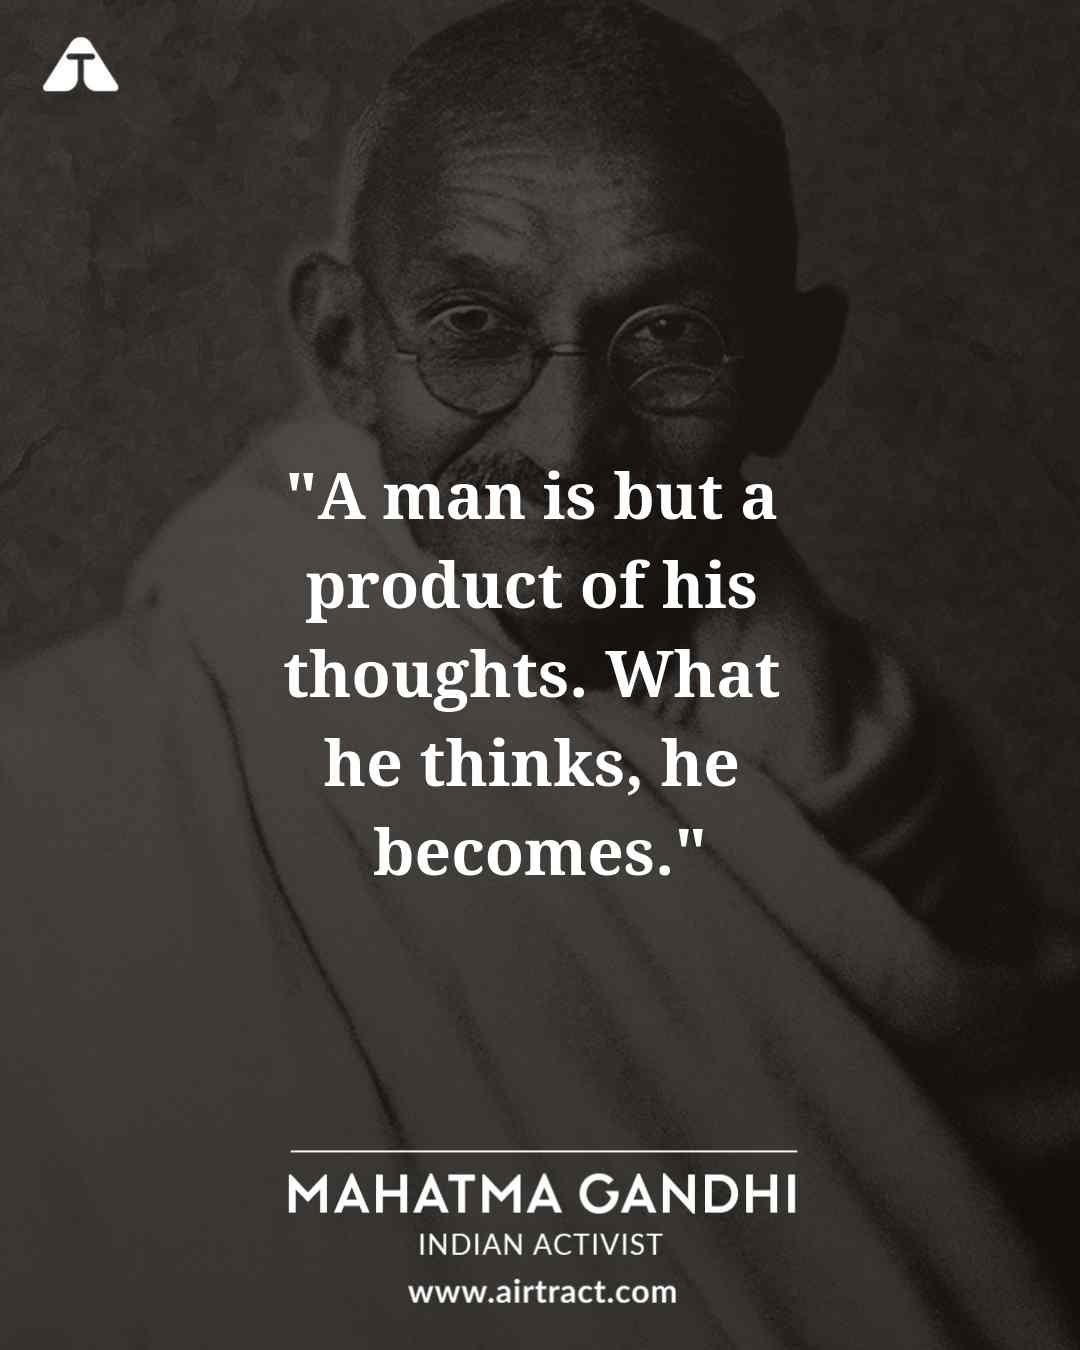 "A man is but a
product of his
thoughts. What
he thinks, he
becomes."
MAHATMA GANDHI
INDIAN ACTIVIST
www.airtract.com